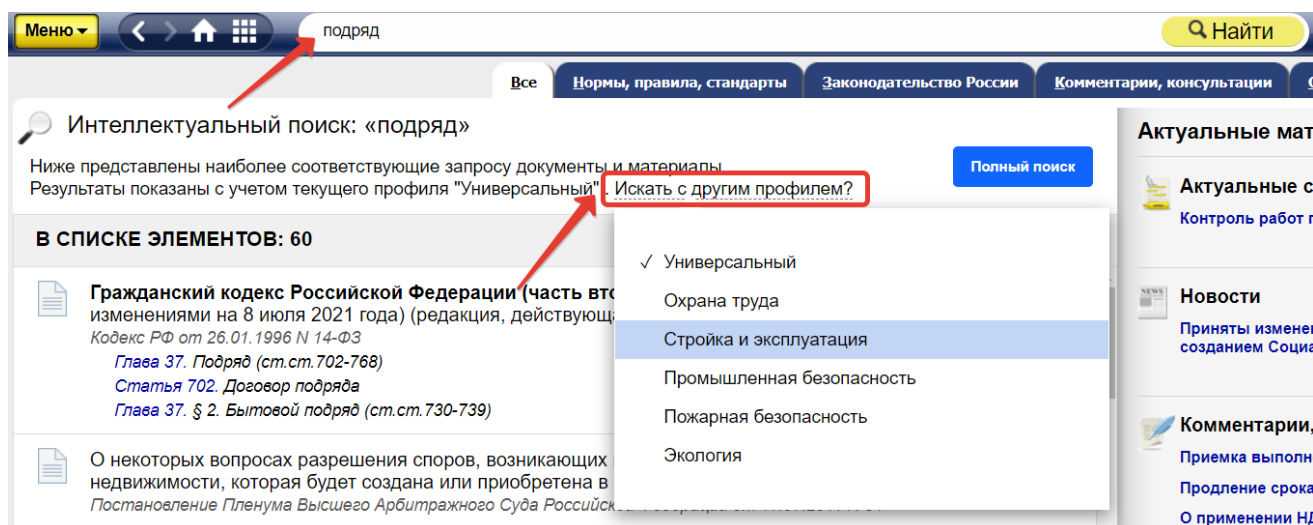 Меню
подряд
Найти
Все
Нормы, правила, стандарты
Законодательство России
Комментарии, консультации
Интеллектуальный поиск: «подряд»
Ниже представлены наиболее соответствующие запросу документы и материалы
Результаты показаны с учетом текущего профиля "Универсальный" . Искать с другим профилем?
Полный поиск
В СПИСКЕ ЭЛЕМЕНТОВ: 60
Универсальный
Охрана труда
Стройка и эксплуатация
Промышленная безопасность
Пожарная безопасность
Экология
Гражданский кодекс Российской Федерации (часть вто
изменениями на 8 июля 2021 года) (редакция, действующ
Кодекс РФ от 26.01.1996 N 14-ФЗ
Глава 37. Подряд (ст.ст.702-768)
Статья 702. Договор подряда
Глава 37. § 2. Бытовой подряд (ст.ст.730-739)
О некоторых вопросах разрешения споров, возникающих
недвижимости, которая будет создана или приобретена в
Постановление Пленума Высшего Арбитражного Суда Российск
Актуальные мат
Актуальные с
Контроль работ п
Новости
NEWS
Приняты изменен
созданием Социа
Комментарии,
Приемка выполн
Продление срока
О применении НД